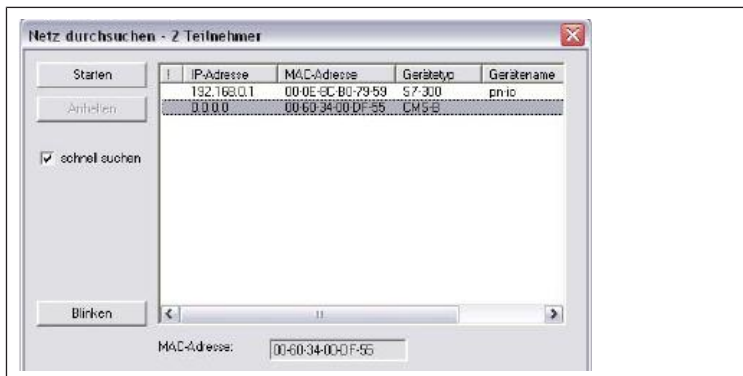 Netz durchsuchen - 2 Teilnehmer
Starten
Anhalten
schnell suchen
Blinken
! IP-Adresse MAC-Adresse Gerätetyp Gerätename
192.168.0.1 00-0E-8C-B0-79-59 S7-300 pn-io
0.0.0.0 00-60-34-00-DF-55 CMS-B
MAC-Adresse: 00-60-34-00-DF-55